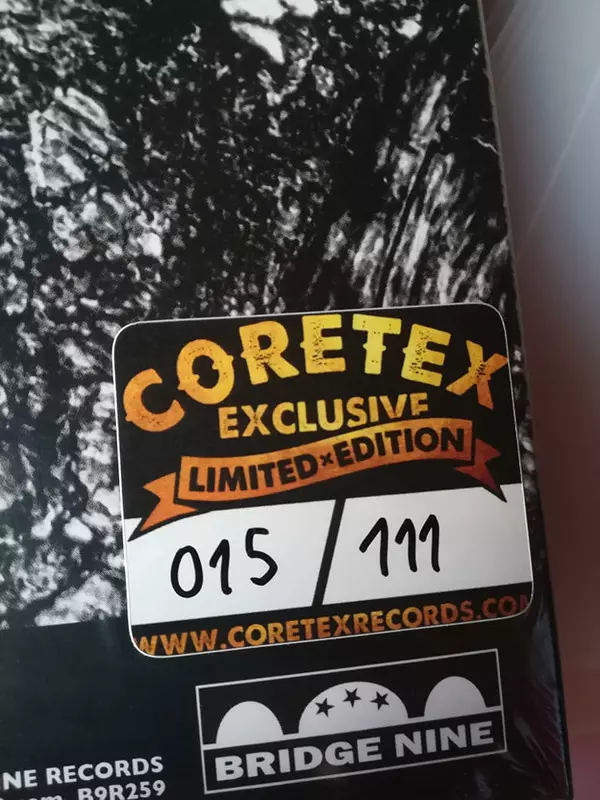 CORETEX
EXCLUSIVE
LIMITED×EDITION
015 / 111
WWW.CORETEXRECORDS.COM
BRIDGE NINE
NE RECORDS
B9R259